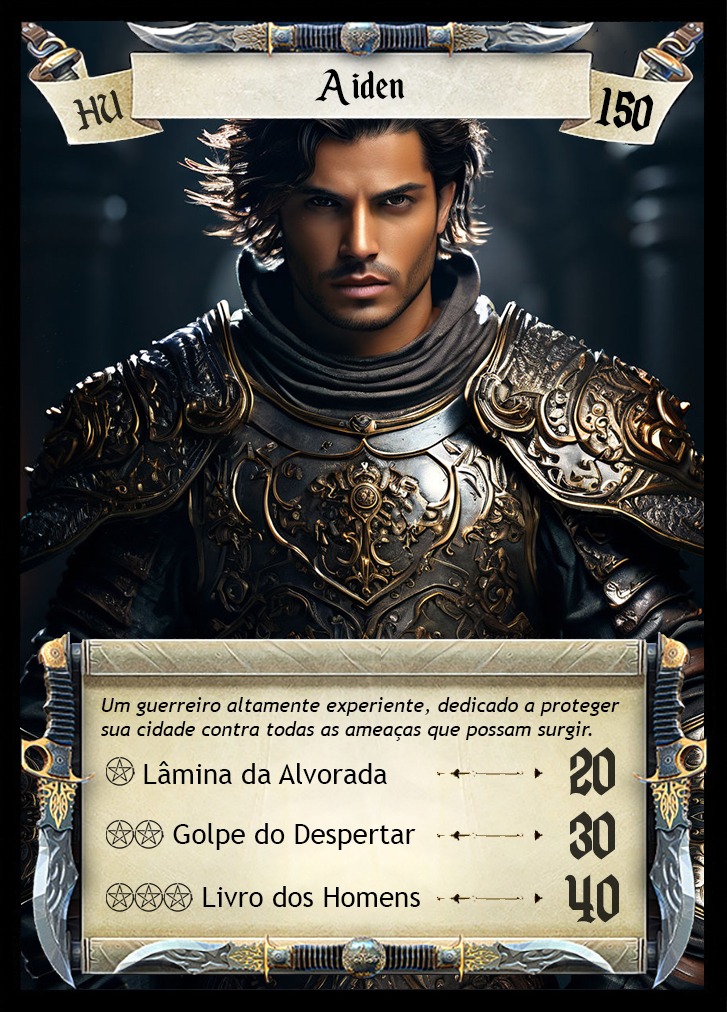 HU Aiden 150
Um guerreiro altamente experiente, dedicado a proteger
sua cidade contra todas as ameaças que possam surgir.
Lâmina da Alvorada 20
Golpe do Despertar 30
Livro dos Homens 40